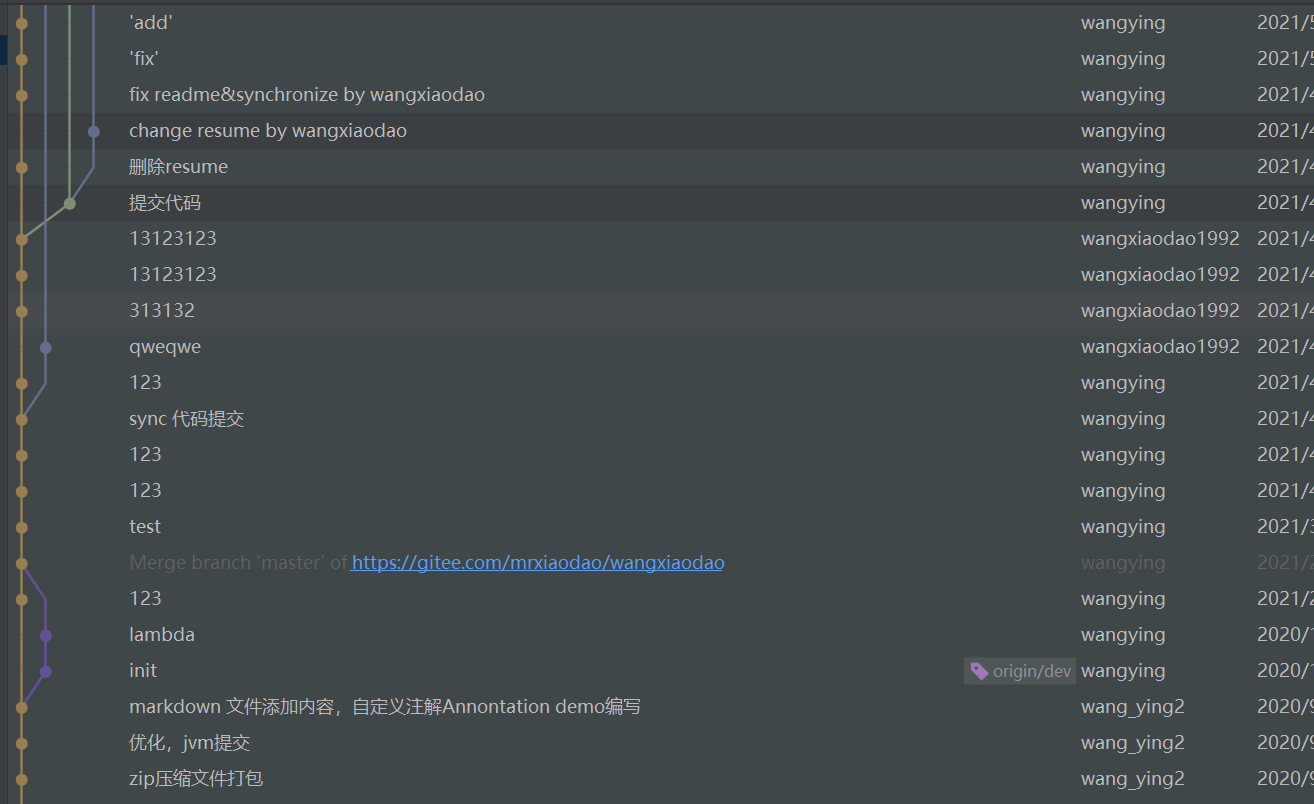 'add' wangying 2021/5
'fix' wangying 2021/5
fix readme&synchronize by wangxiaodao wangying 2021/4
change resume by wangxiaodao wangying 2021/4
删除resume wangying 2021/4
提交代码 wangying 2021/4
13123123 wangxiaodao1992 2021/4
13123123 wangxiaodao1992 2021/4
313132 wangxiaodao1992 2021/4
qweqwe wangxiaodao1992 2021/4
123 wangying 2021/4
sync 代码提交 wangying 2021/4
123 wangying 2021/4
123 wangying 2021/4
test wangying 2021/3
Merge branch 'master' of https://gitee.com/mrxiaodao/wangxiaodao wangying 2021/2
123 wangying 2021/2
lambda wangying 2020/1
init origin/dev wangying 2020/1
markdown 文件添加内容，自定义注解Annontation demo编写 wang_ying2 2020/9
优化，jvm提交 wang_ying2 2020/9
zip压缩文件打包 wang_ying2 2020/9